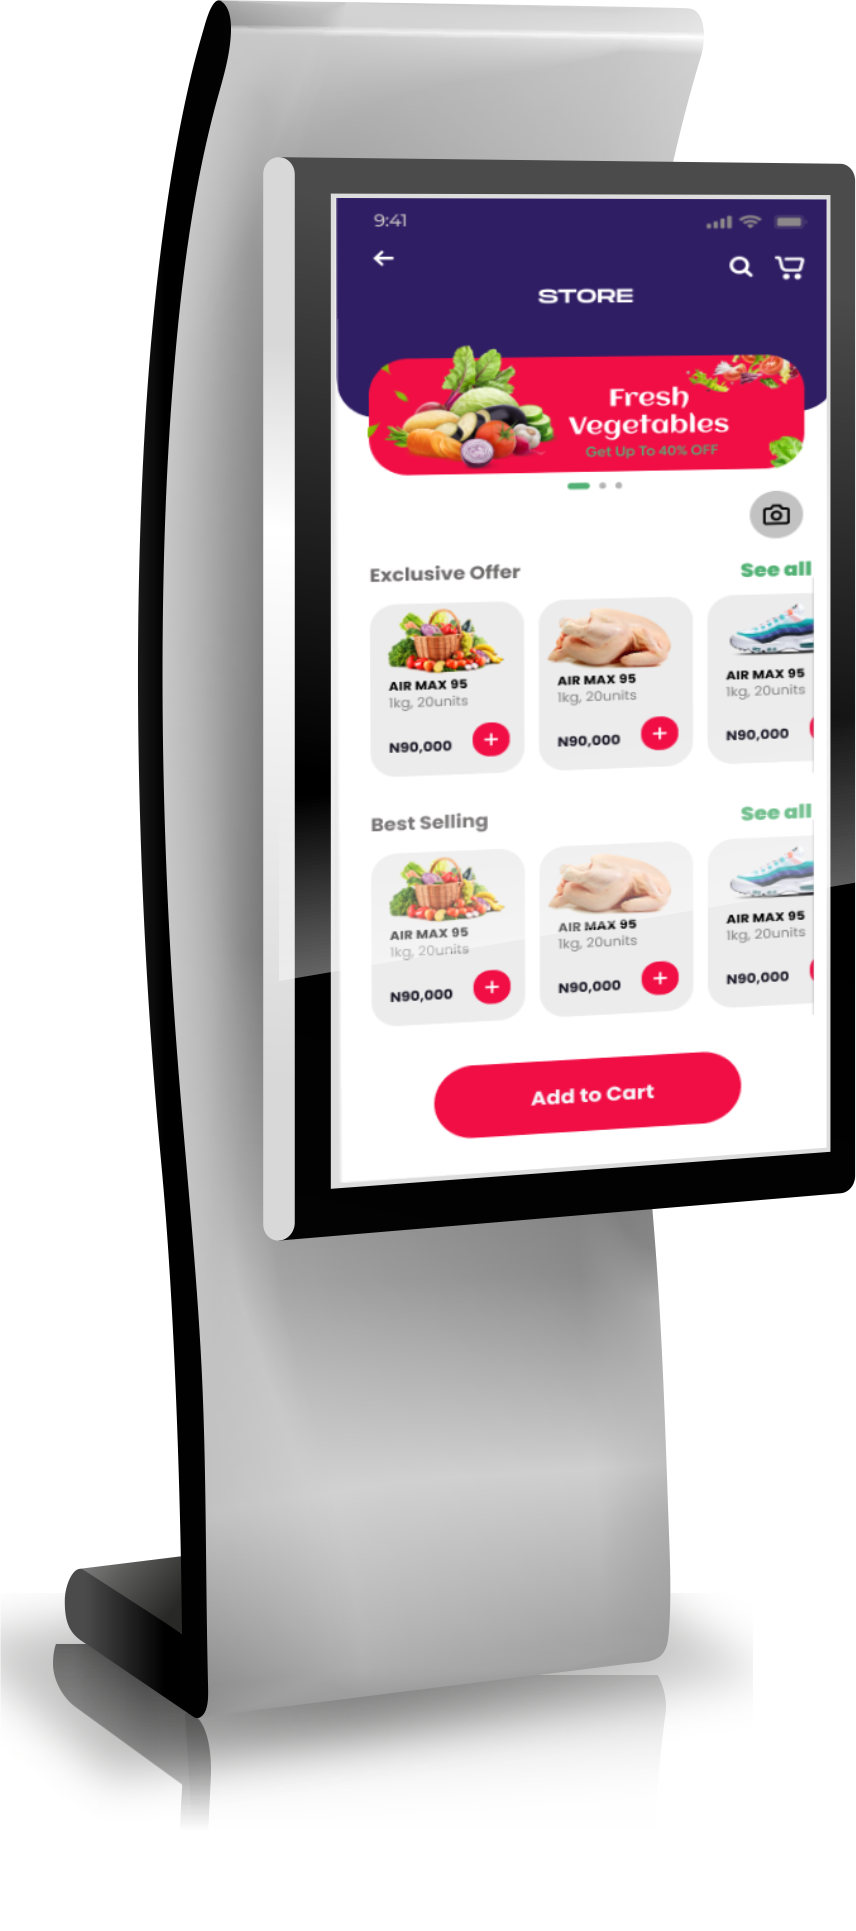 9:41
STORE
Fresh
Vegetables
Get Up To 40% OFF
Exclusive Offer
See all
AIR MAX 95
1kg, 20units
N90,000
+
AIR MAX 95
1kg, 20units
N90,000
+
AIR MAX 95
1kg, 20units
N90,000
Best Selling
See all
AIR MAX 95
1kg, 20units
N90,000
+
AIR MAX 95
1kg, 20units
N90,000
+
AIR MAX 95
1kg, 20units
N90,000
Add to Cart